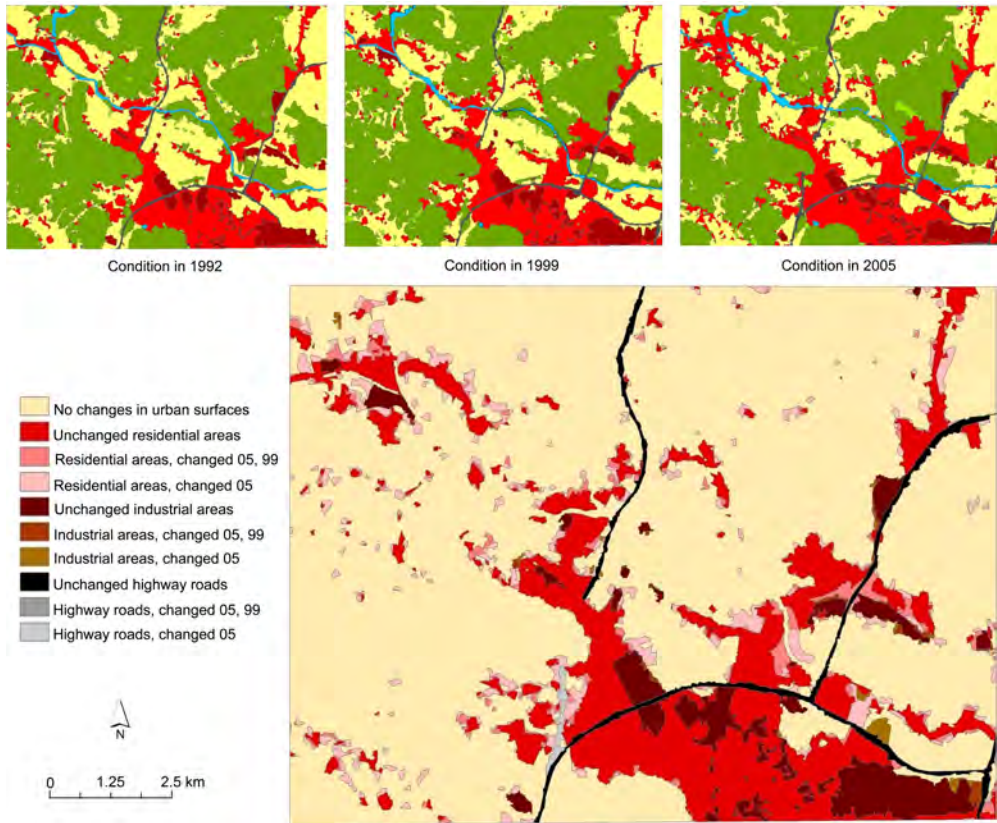 Condition in 1992
Condition in 1999
Condition in 2005
No changes in urban surfaces
Unchanged residential areas
Residential areas, changed 05, 99
Residential areas, changed 05
Unchanged industrial areas
Industrial areas, changed 05, 99
Industrial areas, changed 05
Unchanged highway roads
Highway roads, changed 05, 99
Highway roads, changed 05
N
0 1.25 2.5 km